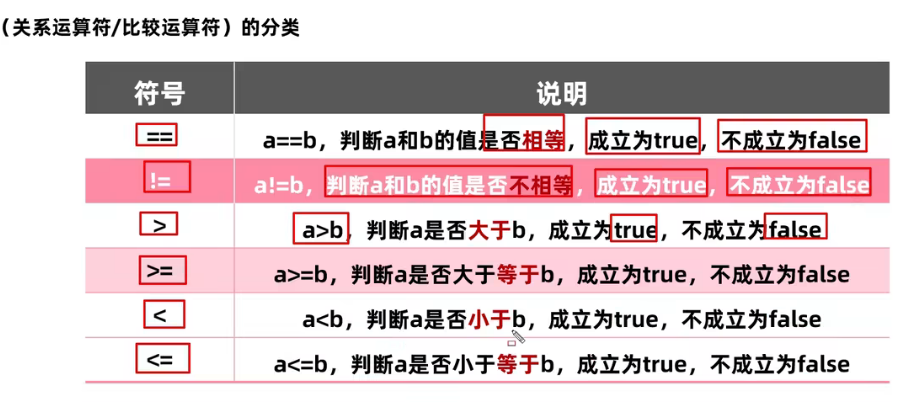 （关系运算符/比较运算符）的分类
符号 说明
== a==b，判断a和b的值是否相等，成立为true，不成立为false
!= a!=b，判断a和b的值是否不相等，成立为true，不成立为false
> a>b，判断a是否大于b，成立为true，不成立为false
>= a>=b，判断a是否大于等于b，成立为true，不成立为false
< a<b，判断a是否小于b，成立为true，不成立为false
<= a<=b，判断a是否小于等于b，成立为true，不成立为false